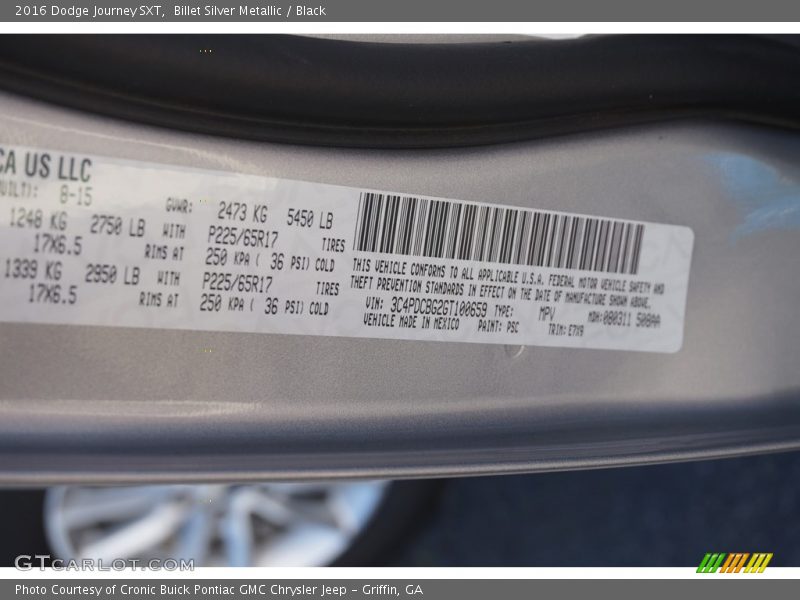 2016 Dodge Journey SXT,  Billet Silver Metallic / Black
CA US LLC
8-15
GVWR: 2473 KG 5450 LB
1248 KG 2750 LB WITH P225/65R17 TIRES
17X6.5 RIMS AT 250 KPA ( 36 PSI) COLD
1339 KG 2950 LB WITH P225/65R17 TIRES
17X6.5 RIMS AT 250 KPA ( 36 PSI) COLD
THIS VEHICLE CONFORMS TO ALL APPLICABLE U.S.A. FEDERAL MOTOR VEHICLE SAFETY AND
THEFT PREVENTION STANDARDS IN EFFECT ON THE DATE OF MANUFACTURE SHOWN ABOVE.
VIN: 3C4PDCBG2GT100659 TYPE: MPV MDH:080311 508AA
VEHICLE MADE IN MEXICO PAINT: PSC TRIM: E7X9
GTCARLOT.COM
Photo Courtesy of Cronic Buick Pontiac GMC Chrysler Jeep - Griffin, GA